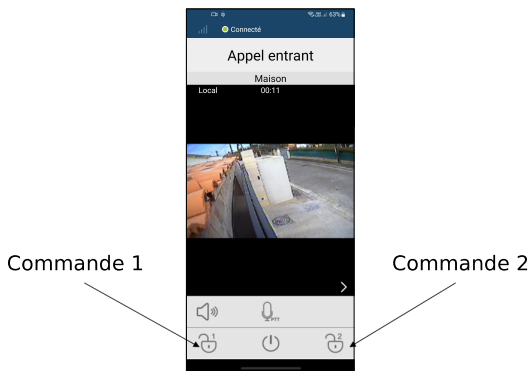 63%
Connecté
Appel entrant
Maison
Local 00:11
Commande 1
Commande 2
PTT
1
2